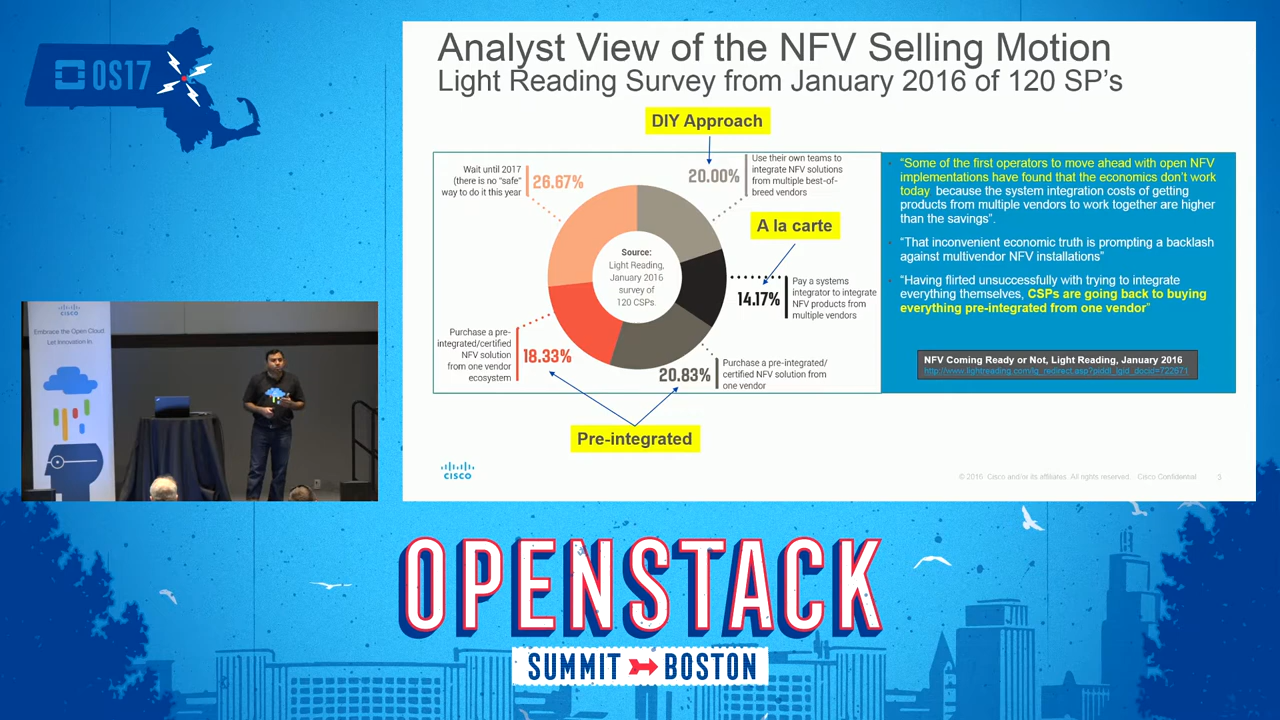 OS17
Analyst View of the NFV Selling Motion
Light Reading Survey from January 2016 of 120 SP's
DIY Approach
Wait until 2017
(there is no "safe"
way to do it this
year
26.67%
20.00%
Use their own teams to
integrate NFV solutions
from multiple best-of-
breed vendors
A la carte
Source:
Light Reading,
January 2016
survey of
120 CSPs.
14.17%
Pay a systems
integrator to integrate
NFV products from
multiple vendors
Purchase a pre-
integrated/certified
NFV solution
from one vendor
ecosystem
18.33%
20.83%
Purchase a pre-integrated/
certified NFV solution from
one vendor
Pre-integrated
"Some of the first operators to move ahead with open NFV
implementations have found that the economics don't work
today because the system integration costs of getting
products from multiple vendors to work together are higher
than the savings".
"That inconvenient economic truth is prompting a backlash
against multivendor NFV installations"
"Having flirted unsuccessfully with trying to integrate
everything themselves, CSPs are going back to buying
everything pre-integrated from one vendor"
NFV Coming Ready or Not, Light Reading, January 2016
CISCO
© 2016 Cisco and/or its affiliates. All rights reserved. Cisco Confidential
5
CISCO
Embrace the Open Cloud
Let Innovation In
OPENSTACK
SUMMIT BOSTON